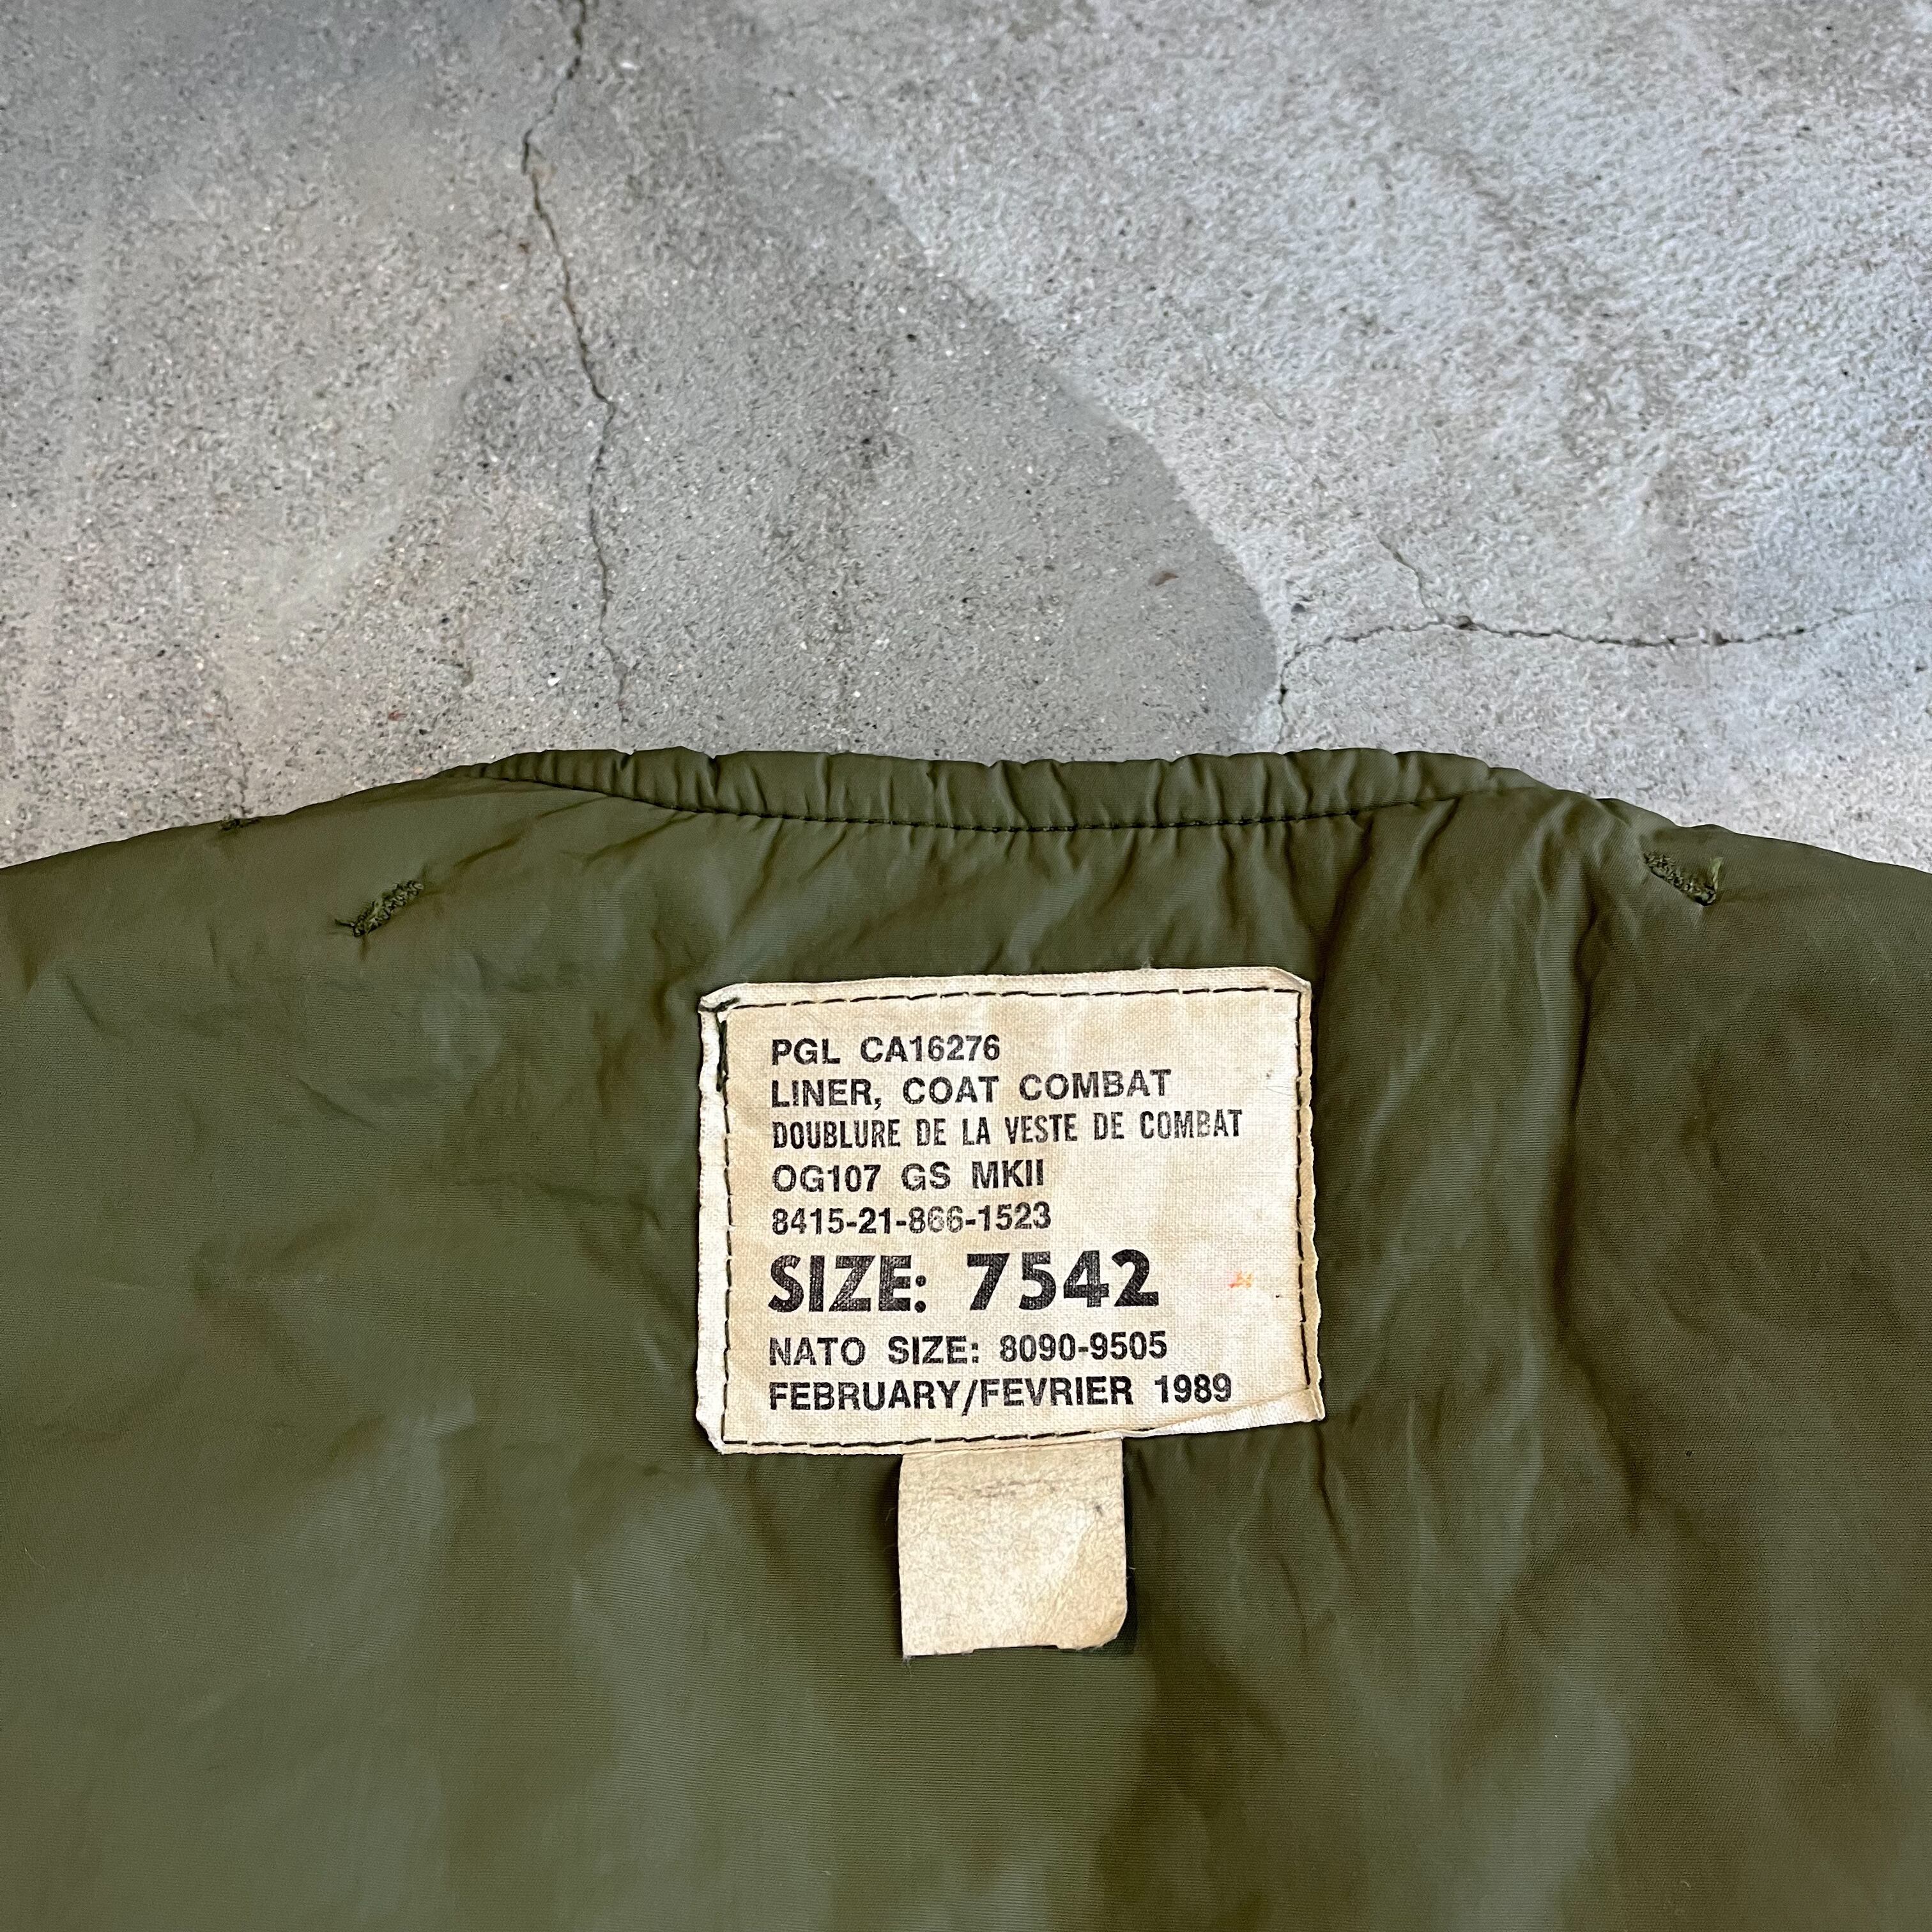 PGL CA16276
LINER, COAT COMBAT
DOUBLURE DE LA VESTE DE COMBAT
OG107 GS MKII
8415-21-866-1523
SIZE: 7542
NATO SIZE: 8090-9505
FEBRUARY/FEVRIER 1989